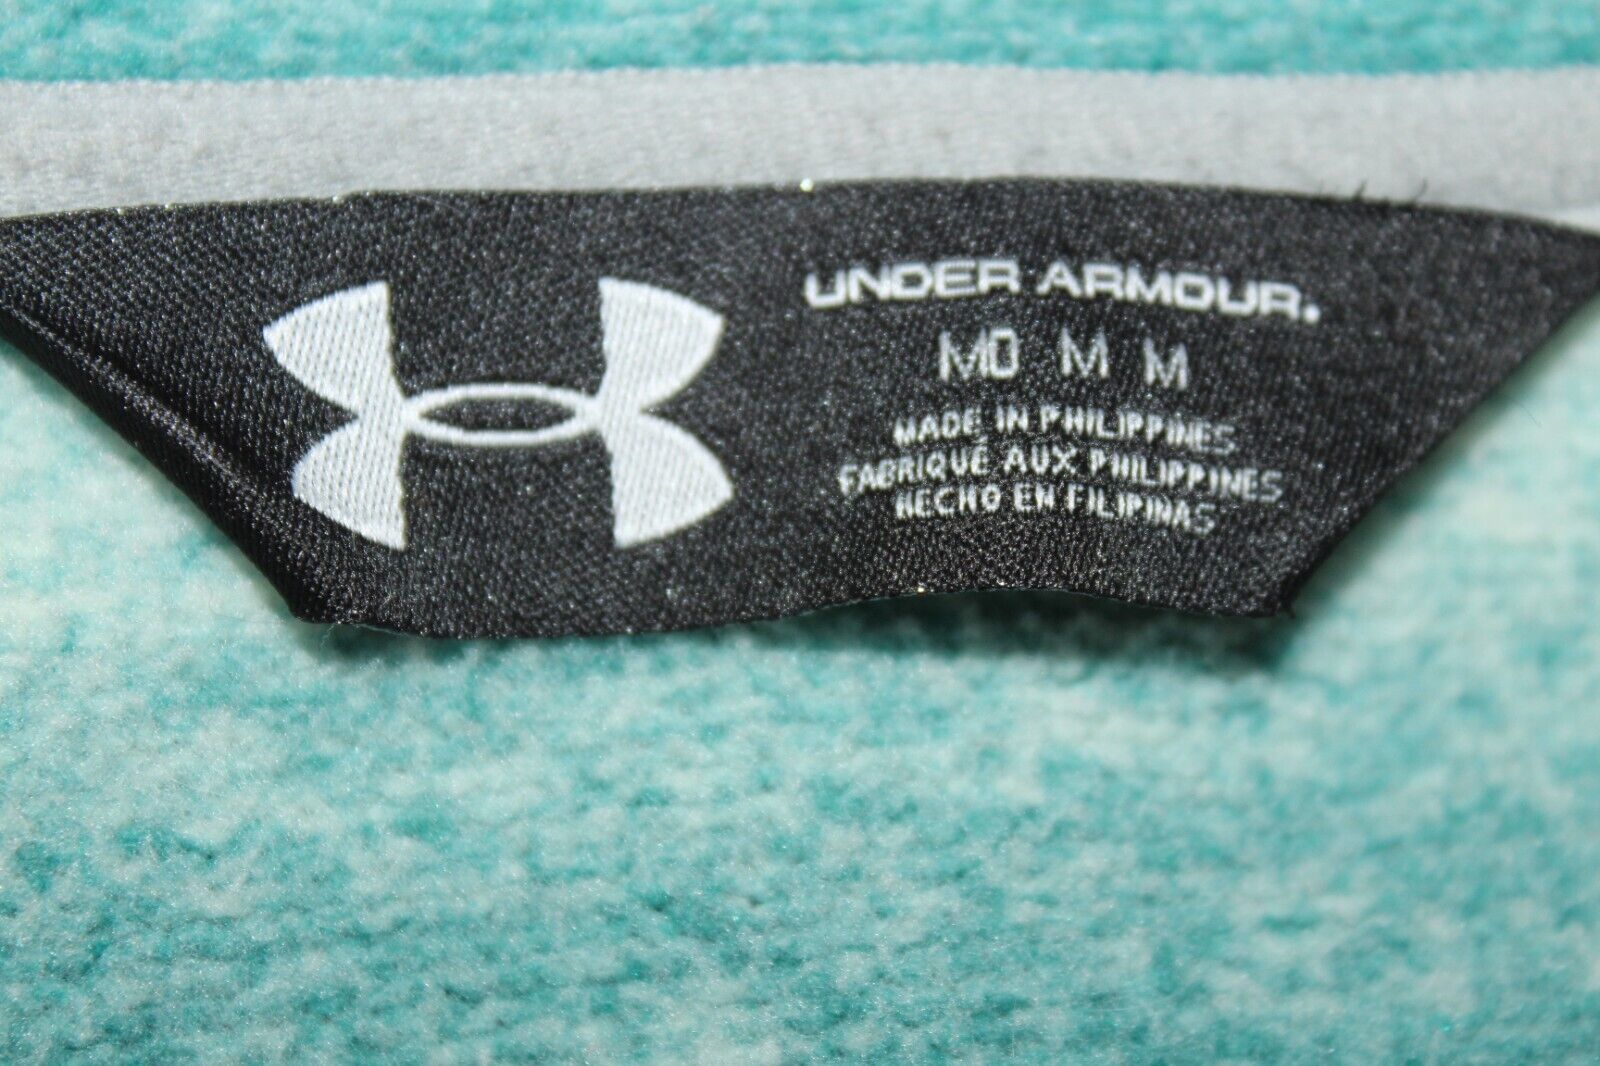 UNDER ARMOUR.
MD M M
MADE IN PHILIPPINES
FABRIQUÉ AUX PHILIPPINES
HECHO EN FILIPINAS